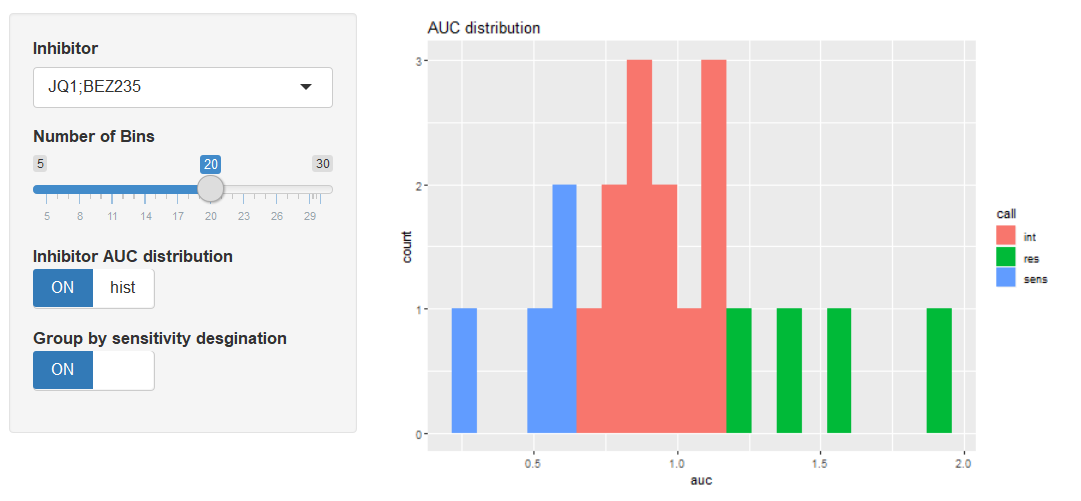 Inhibitor
JQ1;BEZ235
Number of Bins
5 20 30
5 8 11 14 17 20 23 26 29
Inhibitor AUC distribution
ON hist
Group by sensitivity desgination
ON
AUC distribution
3
2
1
0
count
0.5 1.0 1.5 2.0
auc
call
int
res
sens